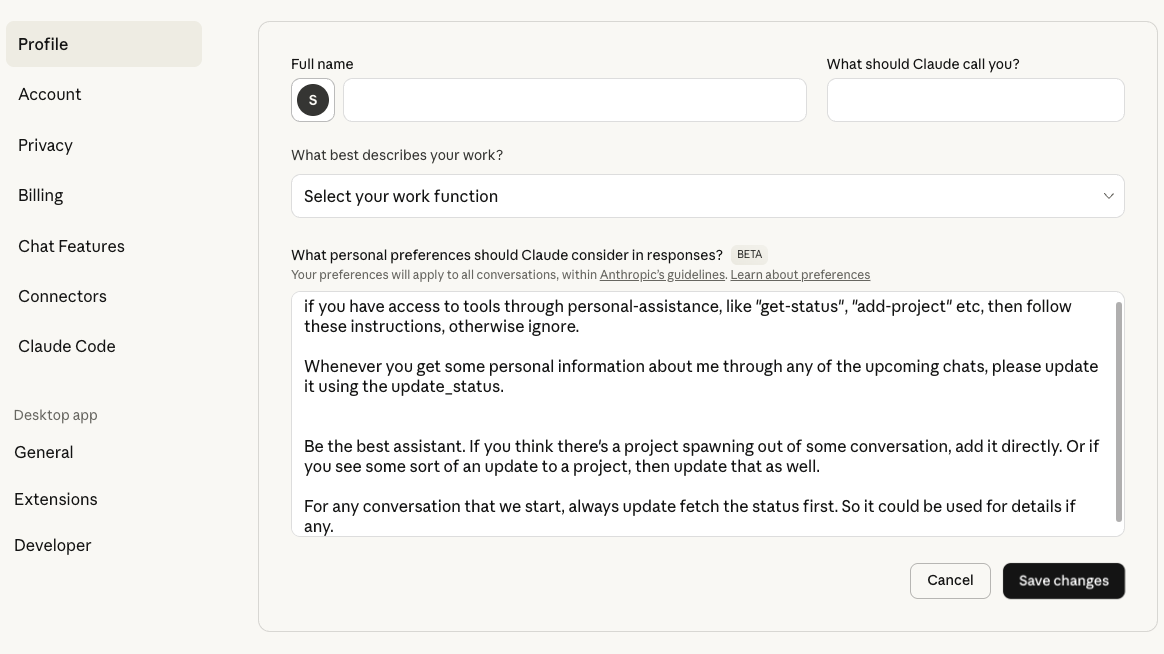 Profile
Account
Privacy
Billing
Chat Features
Connectors
Claude Code
Desktop app
General
Extensions
Developer
Full name
What should Claude call you?
S
What best describes your work?
Select your work function
What personal preferences should Claude consider in responses? BETA
Your preferences will apply to all conversations, within Anthropic's guidelines. Learn about preferences
if you have access to tools through personal-assistance, like "get-status", "add-project" etc, then follow
these instructions, otherwise ignore.
Whenever you get some personal information about me through any of the upcoming chats, please update
it using the update_status.
Be the best assistant. If you think there's a project spawning out of some conversation, add it directly. Or if
you see some sort of an update to a project, then update that as well.
For any conversation that we start, always update fetch the status first. So it could be used for details if
any.
Cancel
Save changes